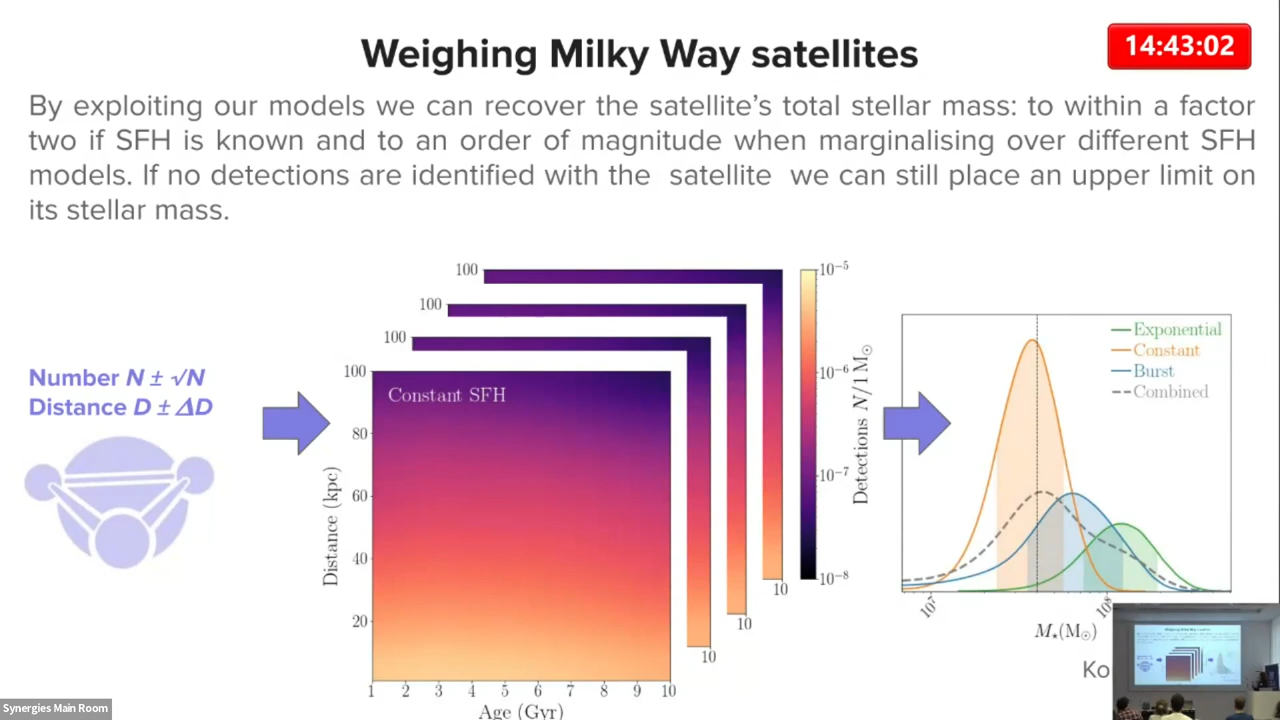 Weighing Milky Way satellites
14:43:02
By exploiting our models we can recover the satellite's total stellar mass: to within a factor
two if SFH is known and to an order of magnitude when marginalising over different SFH
models. If no detections are identified with the satellite we can still place an upper limit on
its stellar mass.
Number N ± √N
Distance D ± ΔD
100
100
100
100
80
60
40
20
Distance (kpc)
Constant SFH
1 2 3 4 5 6 7 8 9 10
Age (Gyr)
10
10
10
10⁻⁵
10⁻⁶
10⁻⁷
10⁻⁸
Detections N/1 M⊙
Exponential
Constant
Burst
Combined
10⁷
10⁸
M⋆(M⊙)
Ko
Synergies Main Room